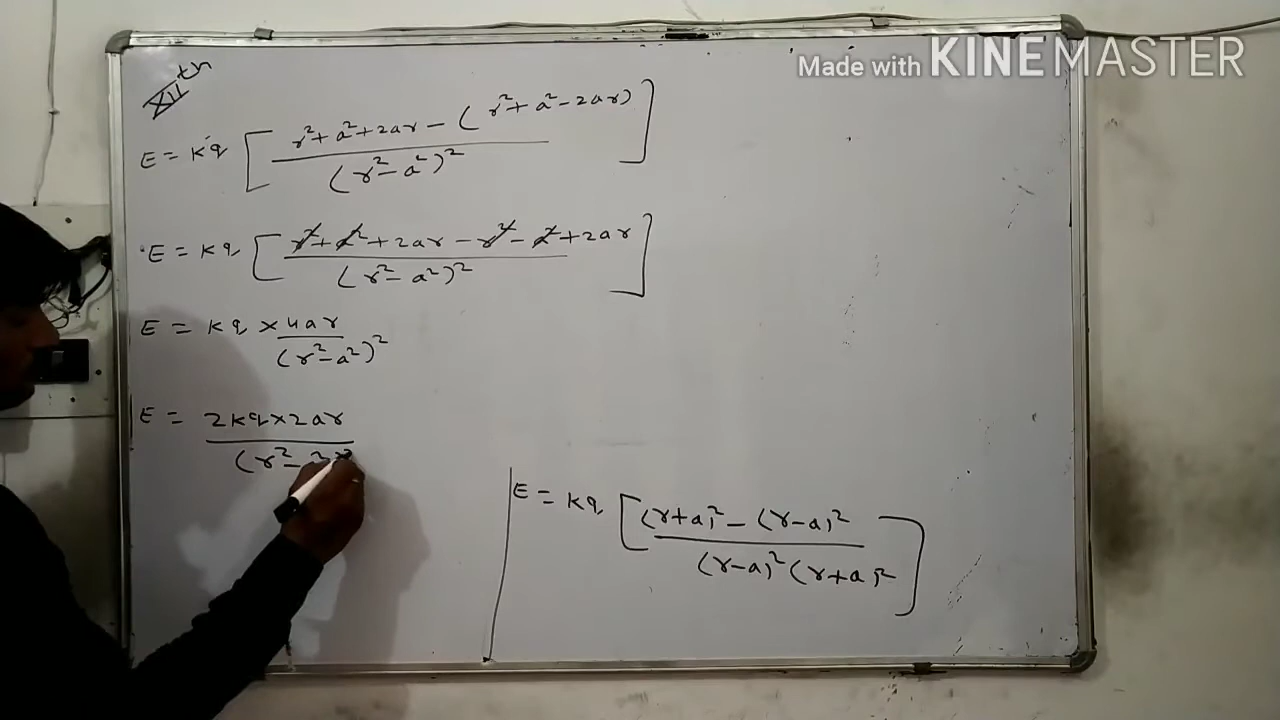 Made with KINEMASTER
XIIth
E = Kq [ r²+a²+2ar − (r²+a²−2ar) / (r²−a²)² ]
E = Kq [ r²+a²+2ar − r² − a² + 2ar / (r²−a²)² ]
E = Kq × 4ar / (r²−a²)²
E = 2Kq×2ar / (r²−
E = Kq [ (r+a)² − (r−a)² / (r−a)² (r+a)² ]